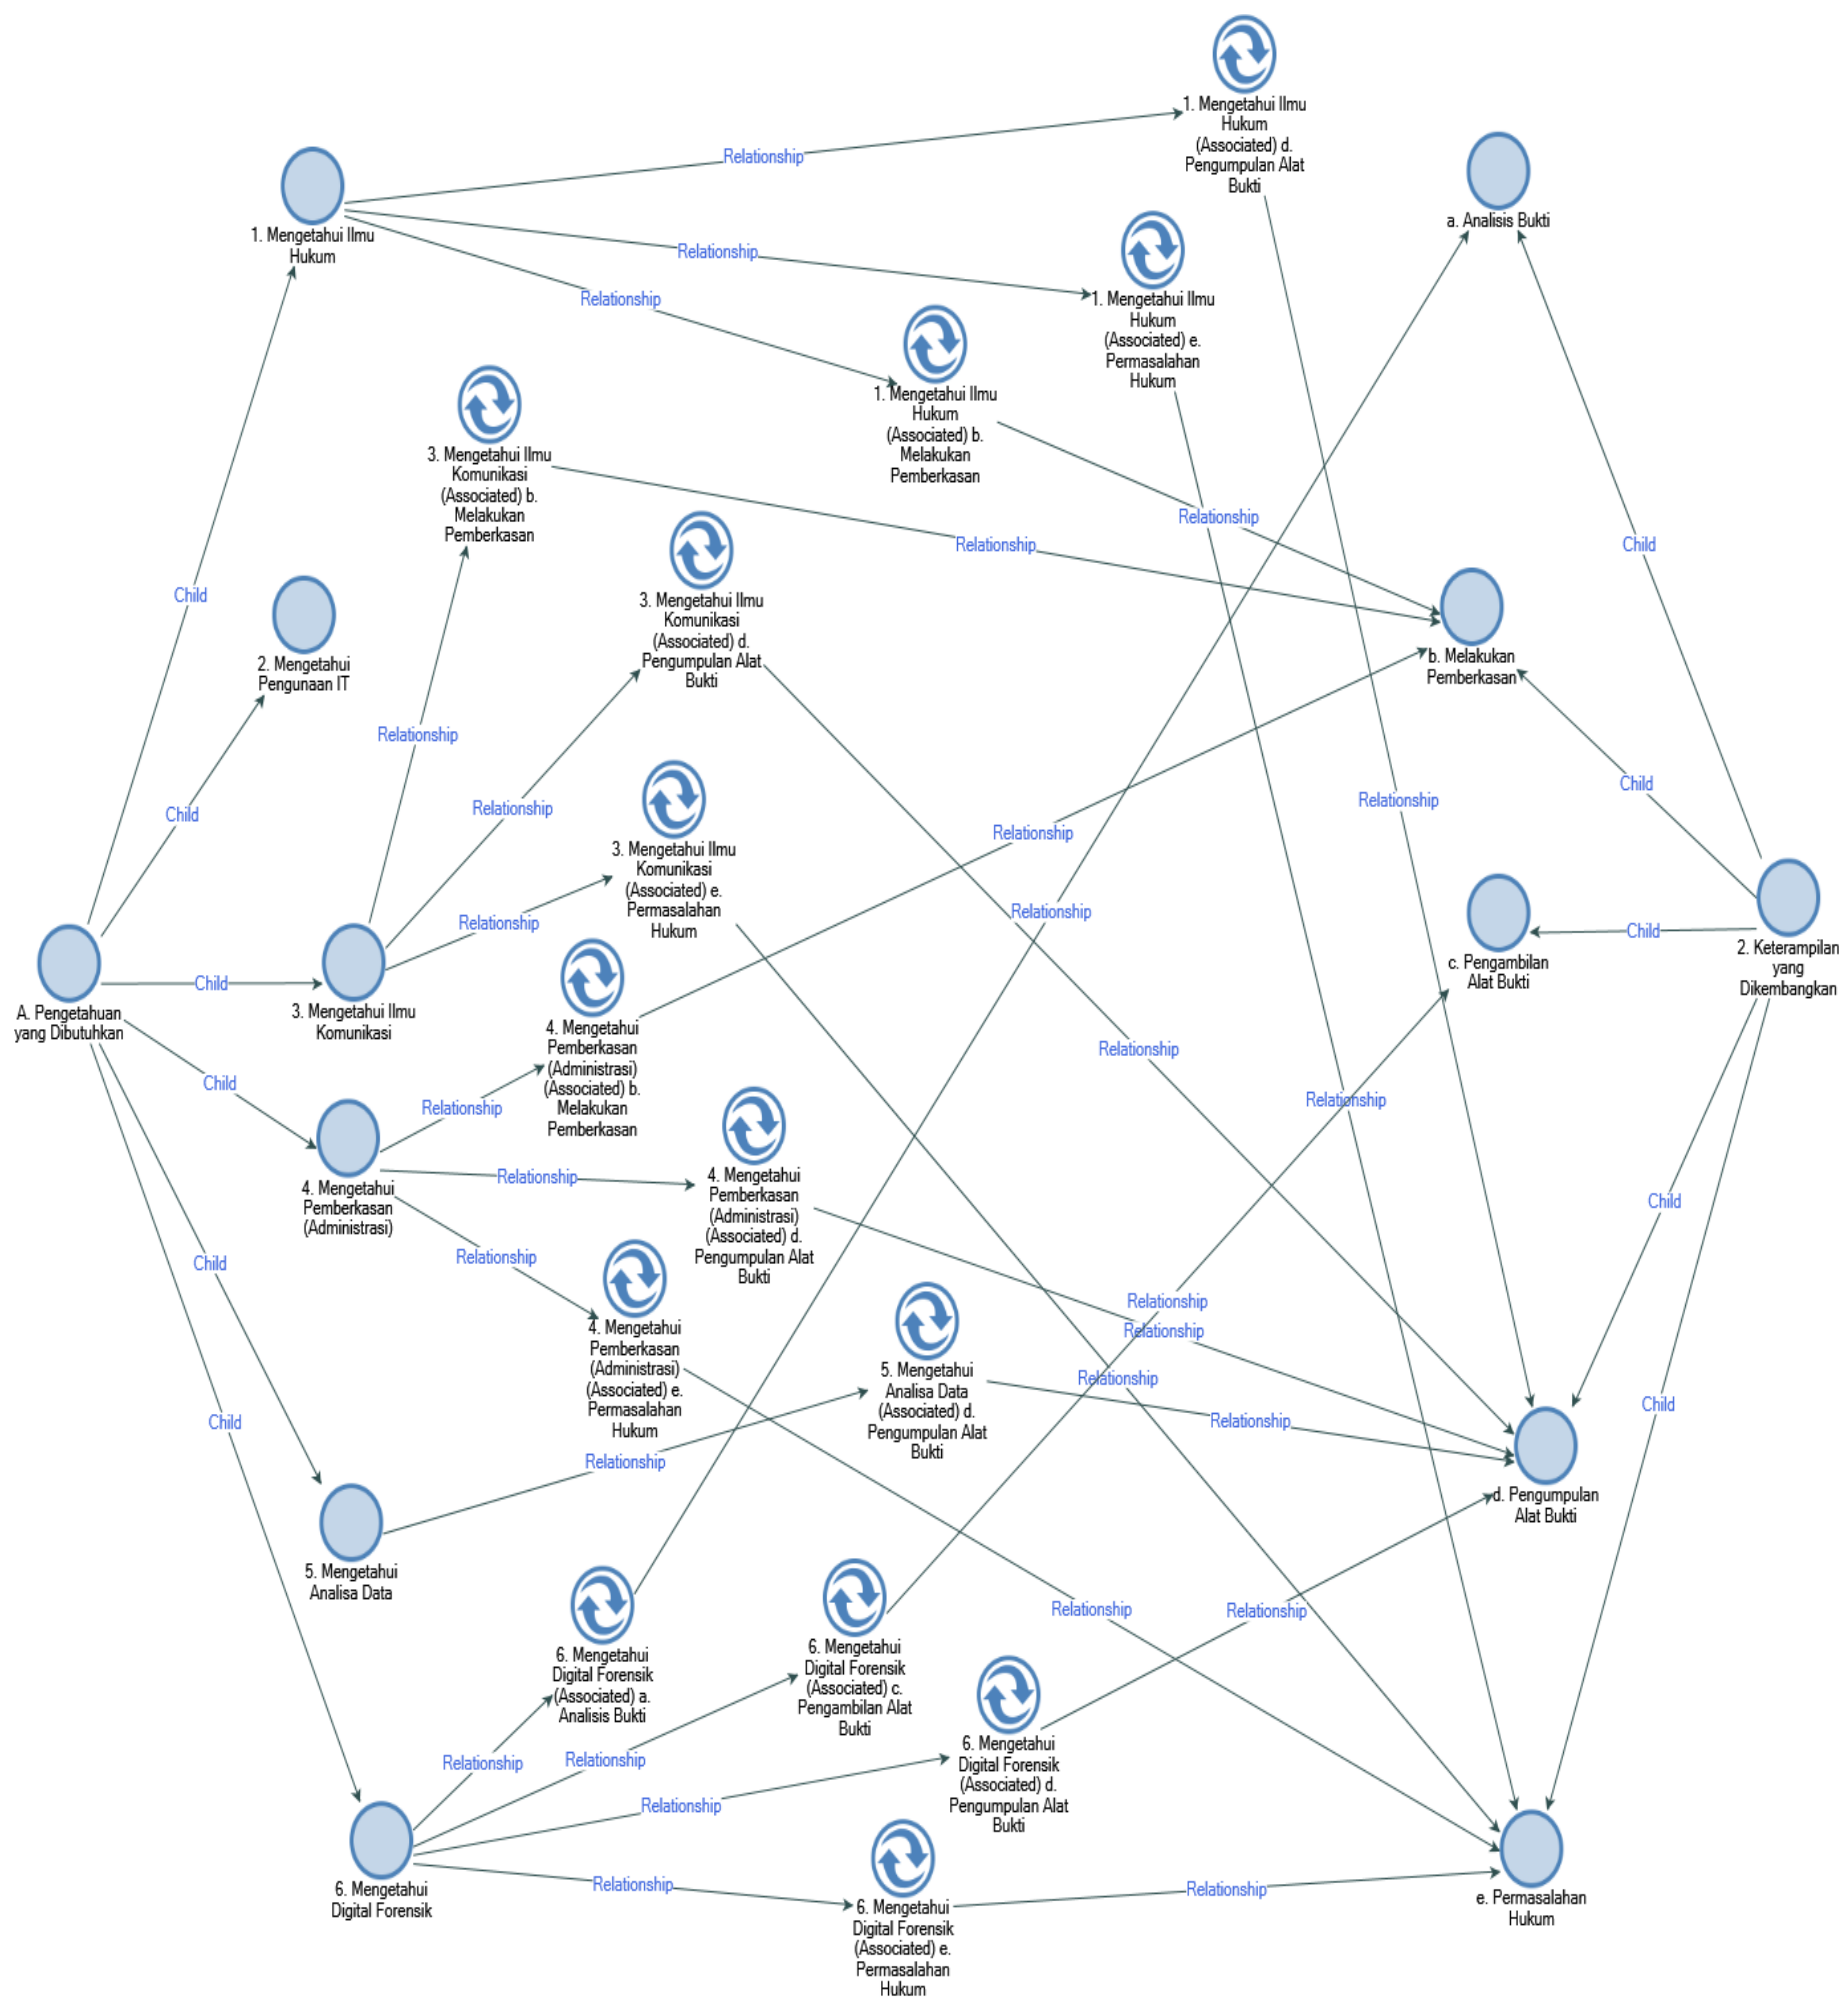 1. Mengetahui Ilmu
Hukum
(Associated) d.
Pengumpulan Alat
Bukti
Relationship
a. Analisis Bukti
1. Mengetahui Ilmu
Hukum
Relationship
1. Mengetahui Ilmu
Hukum
(Associated) e.
Permasalahan
Hukum
Relationship
1. Mengetahui Ilmu
Hukum
(Associated) b.
Melakukan
Pemberkasan
3. Mengetahui Ilmu
Komunikasi
(Associated) b.
Melakukan
Pemberkasan
Relationship
Relationship
Child
Child
3. Mengetahui Ilmu
Komunikasi
(Associated) d.
Pengumpulan Alat
Bukti
2. Mengetahui
Pengunaan IT
b. Melakukan
Pemberkasan
Relationship
Child
Relationship
Relationship
Child
Relationship
3. Mengetahui Ilmu
Komunikasi
(Associated) e.
Permasalahan
Hukum
Relationship
Relationship
Child
c. Pengambilan
Alat Bukti
2. Keterampilan
yang
Dikembangkan
Child
A. Pengetahuan
yang Dibutuhkan
3. Mengetahui Ilmu
Komunikasi
4. Mengetahui
Pemberkasan
(Administrasi)
(Associated) b.
Melakukan
Pemberkasan
Relationship
Child
Relationship
Relationship
4. Mengetahui
Pemberkasan
(Administrasi)
Relationship
4. Mengetahui
Pemberkasan
(Administrasi)
(Associated) d.
Pengumpulan Alat
Bukti
Child
Relationship
Child
Relationship
Relationship
4. Mengetahui
Pemberkasan
(Administrasi)
(Associated) e.
Permasalahan
Hukum
5. Mengetahui
Analisa Data
(Associated) d.
Pengumpulan Alat
Bukti
Relationship
Child
Relationship
Child
Relationship
d. Pengumpulan
Alat Bukti
5. Mengetahui
Analisa Data
Relationship
Relationship
6. Mengetahui
Digital Forensik
(Associated) a.
Analisis Bukti
6. Mengetahui
Digital Forensik
(Associated) c.
Pengambilan Alat
Bukti
6. Mengetahui
Digital Forensik
(Associated) d.
Pengumpulan Alat
Bukti
Relationship
Relationship
Relationship
6. Mengetahui
Digital Forensik
Relationship
Relationship
6. Mengetahui
Digital Forensik
(Associated) e.
Permasalahan
Hukum
e. Permasalahan
Hukum